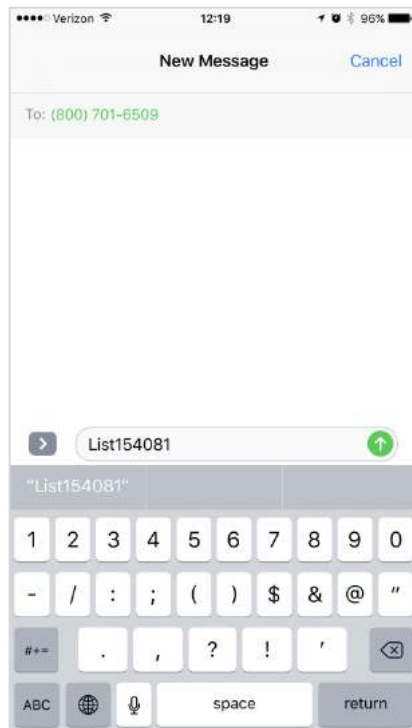 Verizon 12:19 96%
New Message Cancel
To: (800) 701-6509
List154081
"List154081"
1 2 3 4 5 6 7 8 9 0
- / : ; ( ) $ & @ "
#+= . , ? ! '
ABC space return